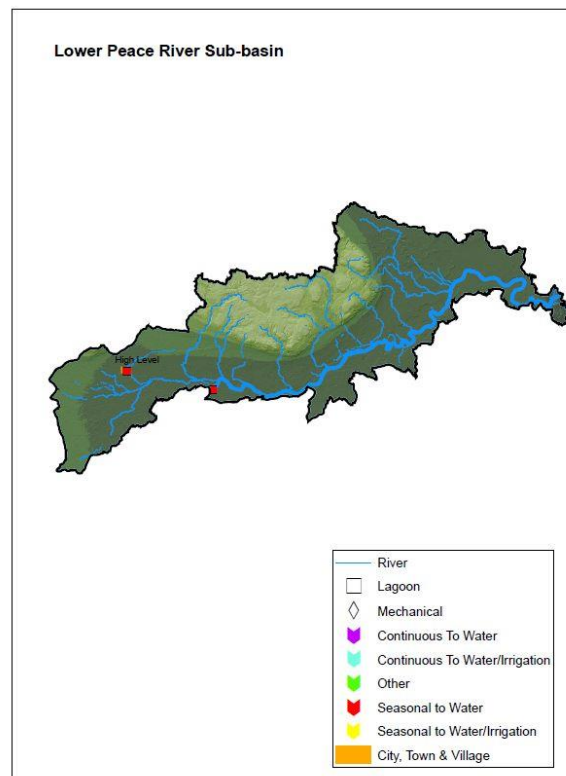 Lower Peace River Sub-basin
High Level
River
Lagoon
Mechanical
Continuous To Water
Continuous To Water/Irrigation
Other
Seasonal to Water
Seasonal to Water/Irrigation
City, Town & Village